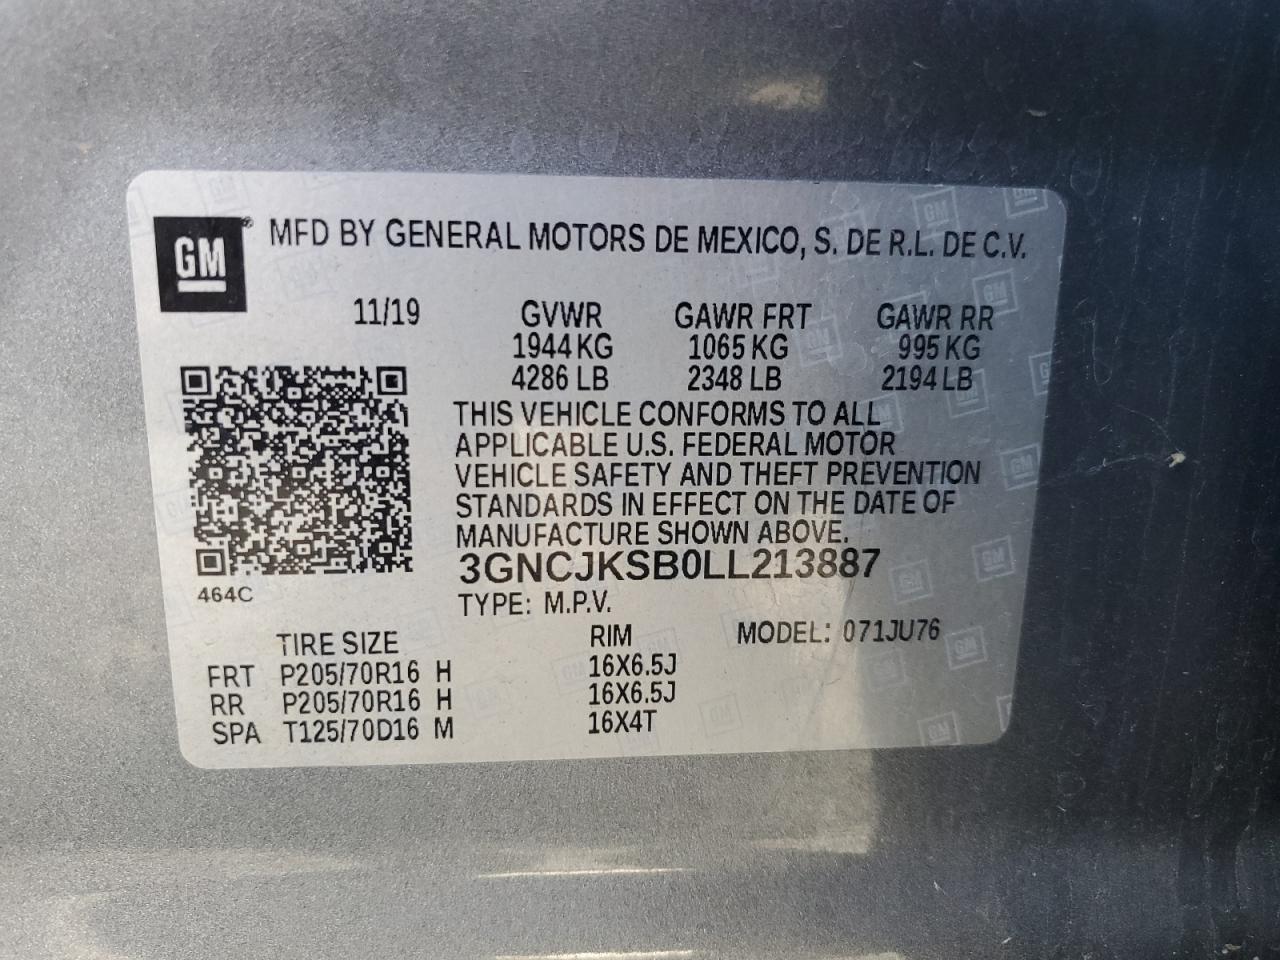 GM® MFD BY GENERAL MOTORS DE MEXICO, S. DE R.L. DE C.V.
11/19 GVWR GAWR FRT GAWR RR
1944 KG 1065 KG 995 KG
4286 LB 2348 LB 2194 LB
THIS VEHICLE CONFORMS TO ALL
APPLICABLE U.S. FEDERAL MOTOR
VEHICLE SAFETY AND THEFT PREVENTION
STANDARDS IN EFFECT ON THE DATE OF
MANUFACTURE SHOWN ABOVE.
3GNCJKSB0LL213887
464C
TYPE: M.P.V.
TIRE SIZE RIM MODEL: 071JU76
FRT P205/70R16 H 16X6.5J
RR P205/70R16 H 16X6.5J
SPA T125/70D16 M 16X4T